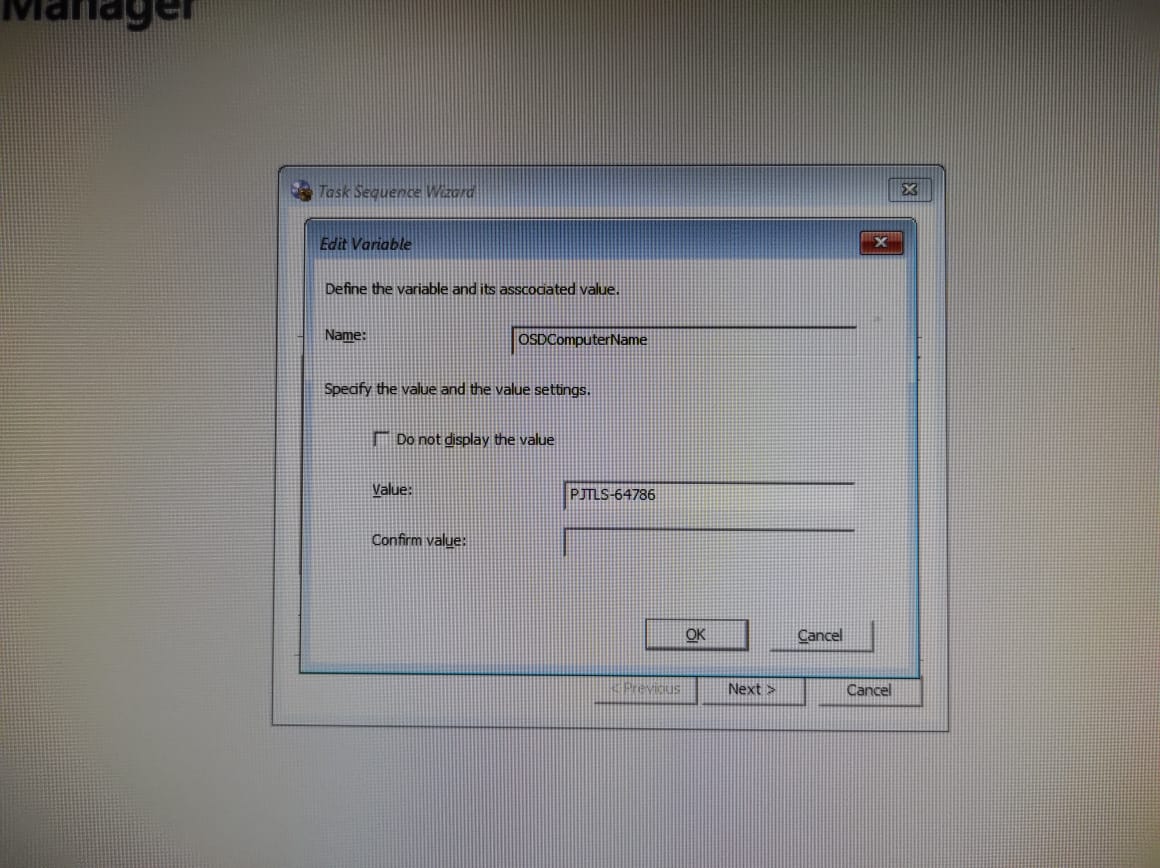 Manager
Task Sequence Wizard
Edit Variable
Define the variable and its asscociated value.
Name:
OSDComputerName
Specify the value and the value settings.
Do not display the value
Value:
PJTLS-64786
Confirm value:
OK
Cancel
< Previous
Next >
Cancel